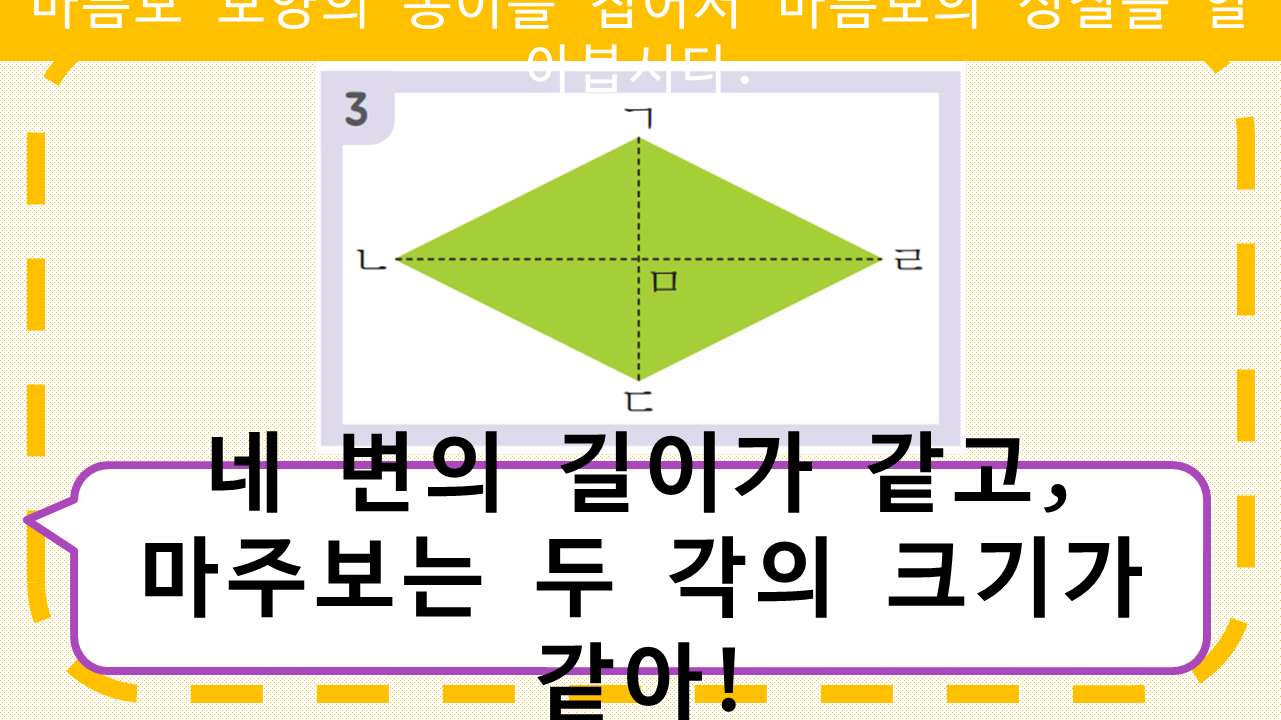 마름모 모양의 종이를 접어서 마름모의 성질을 알
아봅시다.
3
ㄱ
ㄴ
ㄹ
ㅁ
ㄷ
네 변의 길이가 같고,
마주보는 두 각의 크기가
같아!